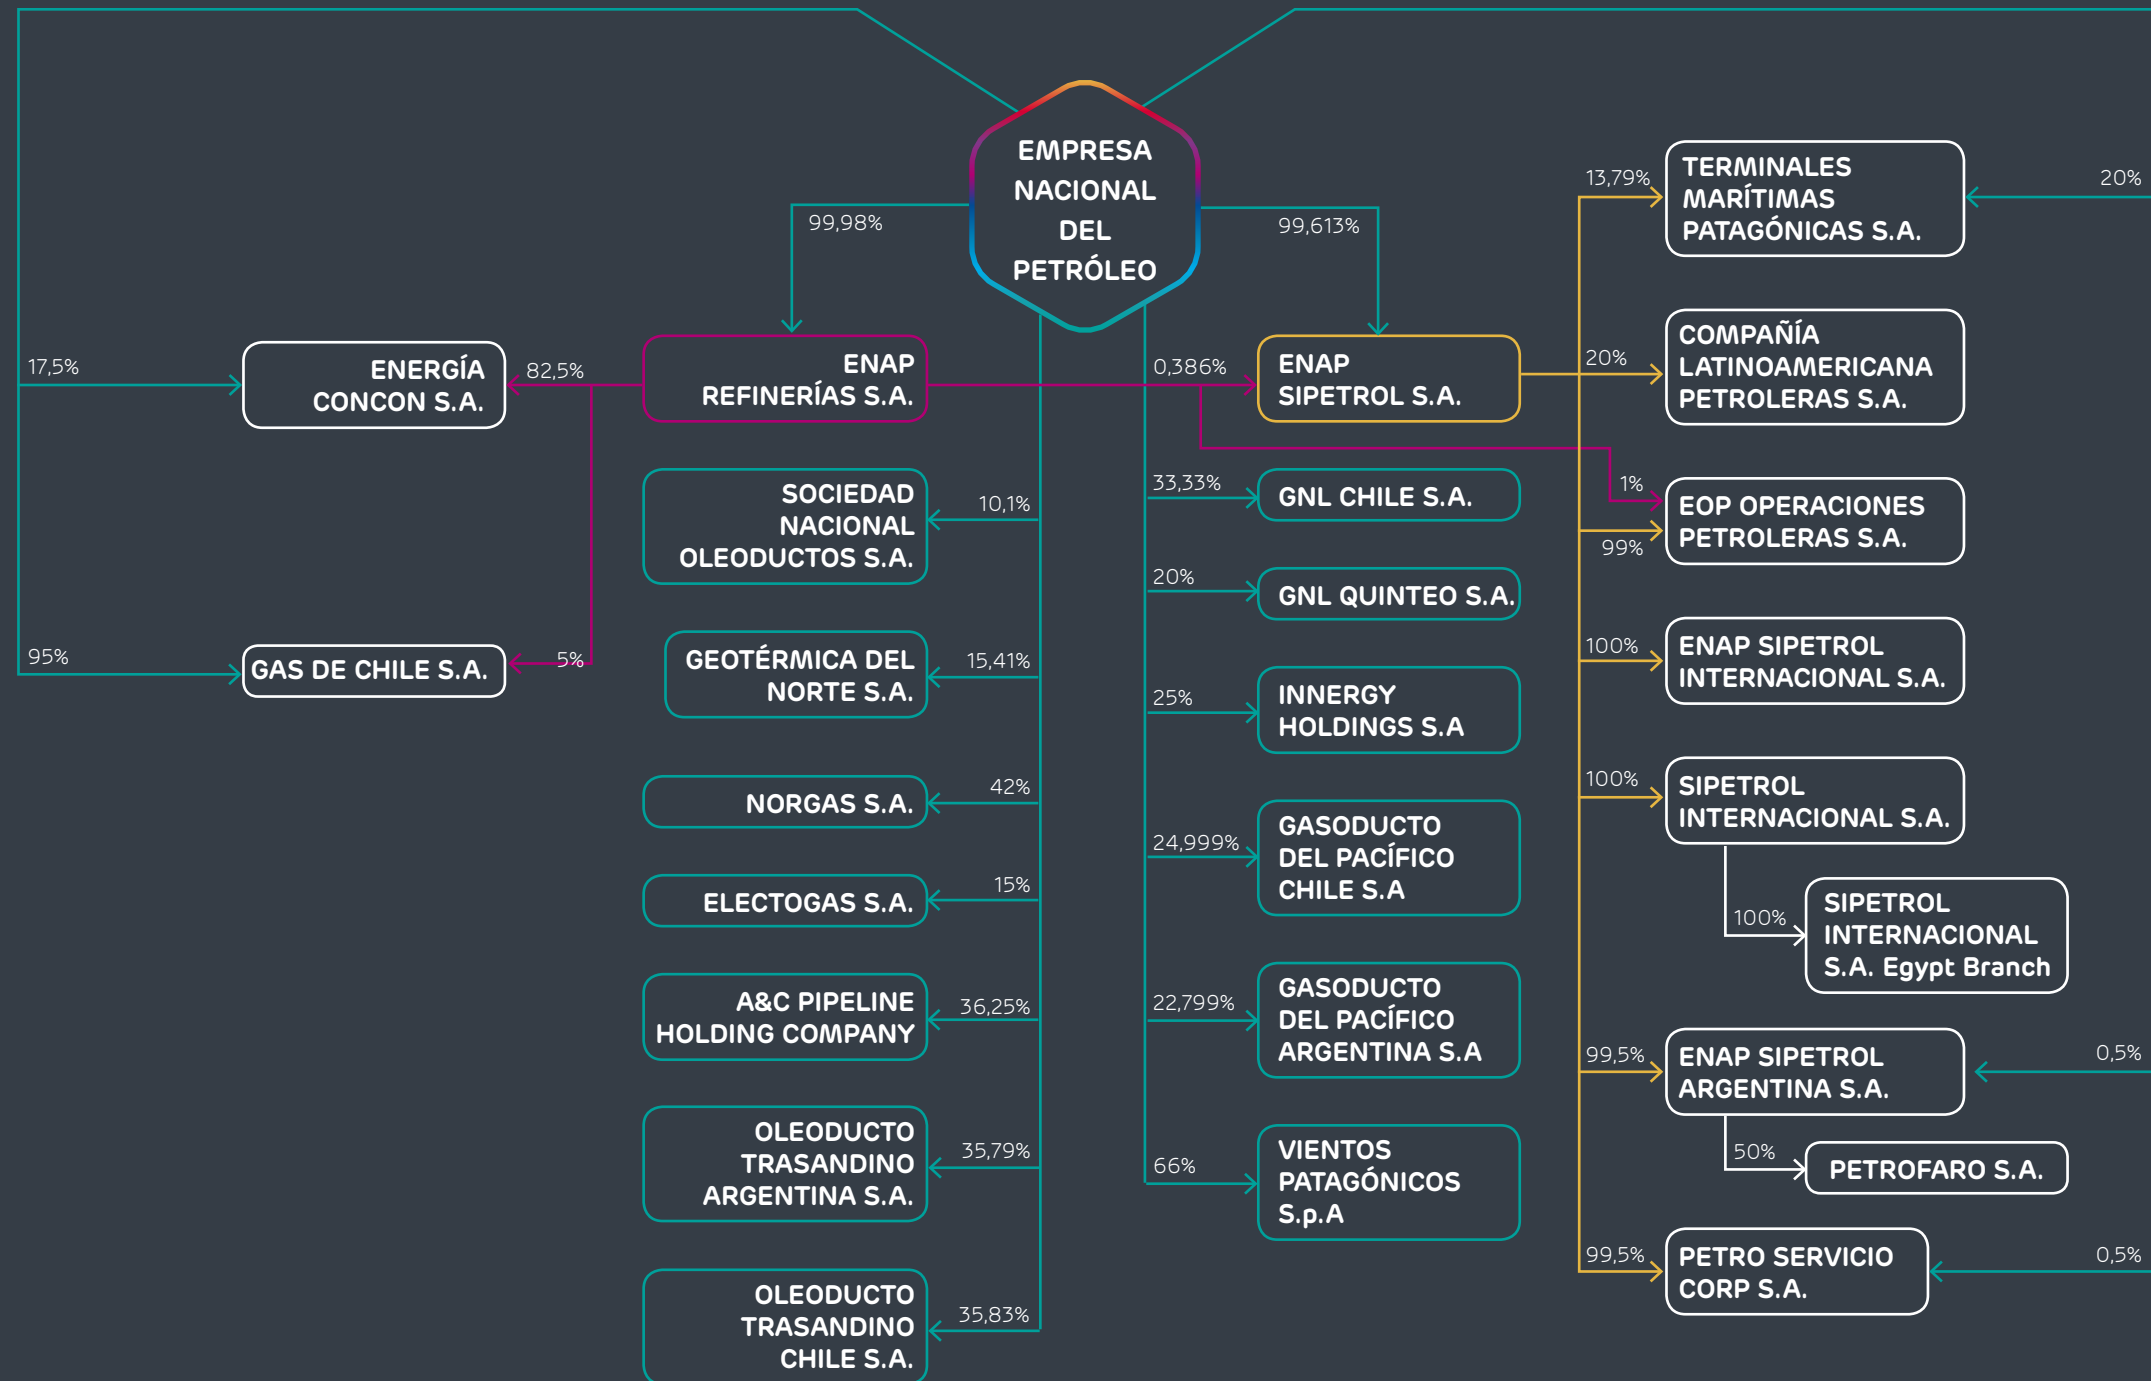 EMPRESA
NACIONAL
DEL
PETRÓLEO
99,98%
99,613%
17,5%
ENERGÍA
CONCON S.A.
82,5%
ENAP
REFINERÍAS S.A.
0,386%
ENAP
SIPETROL S.A.
95%
GAS DE CHILE S.A.
5%
SOCIEDAD
NACIONAL
OLEODUCTOS S.A.
10,1%
GEOTÉRMICA DEL
NORTE S.A.
15,41%
NORGAS S.A.
42%
ELECTOGAS S.A.
15%
A&C PIPELINE
HOLDING COMPANY
36,25%
OLEODUCTO
TRASANDINO
ARGENTINA S.A.
35,79%
OLEODUCTO
TRASANDINO
CHILE S.A.
35,83%
33,33%
GNL CHILE S.A.
20%
GNL QUINTEO S.A.
25%
INNERGY
HOLDINGS S.A
24,999%
GASODUCTO
DEL PACÍFICO
CHILE S.A
22,799%
GASODUCTO
DEL PACÍFICO
ARGENTINA S.A
66%
VIENTOS
PATAGÓNICOS
S.p.A
13,79%
TERMINALES
MARÍTIMAS
PATAGÓNICAS S.A.
20%
20%
COMPAÑÍA
LATINOAMERICANA
PETROLERAS S.A.
1%
99%
EOP OPERACIONES
PETROLERAS S.A.
100%
ENAP SIPETROL
INTERNACIONAL S.A.
100%
SIPETROL
INTERNACIONAL S.A.
100%
SIPETROL
INTERNACIONAL
S.A. Egypt Branch
99,5%
ENAP SIPETROL
ARGENTINA S.A.
0,5%
50%
PETROFARO S.A.
99,5%
PETRO SERVICIO
CORP S.A.
0,5%